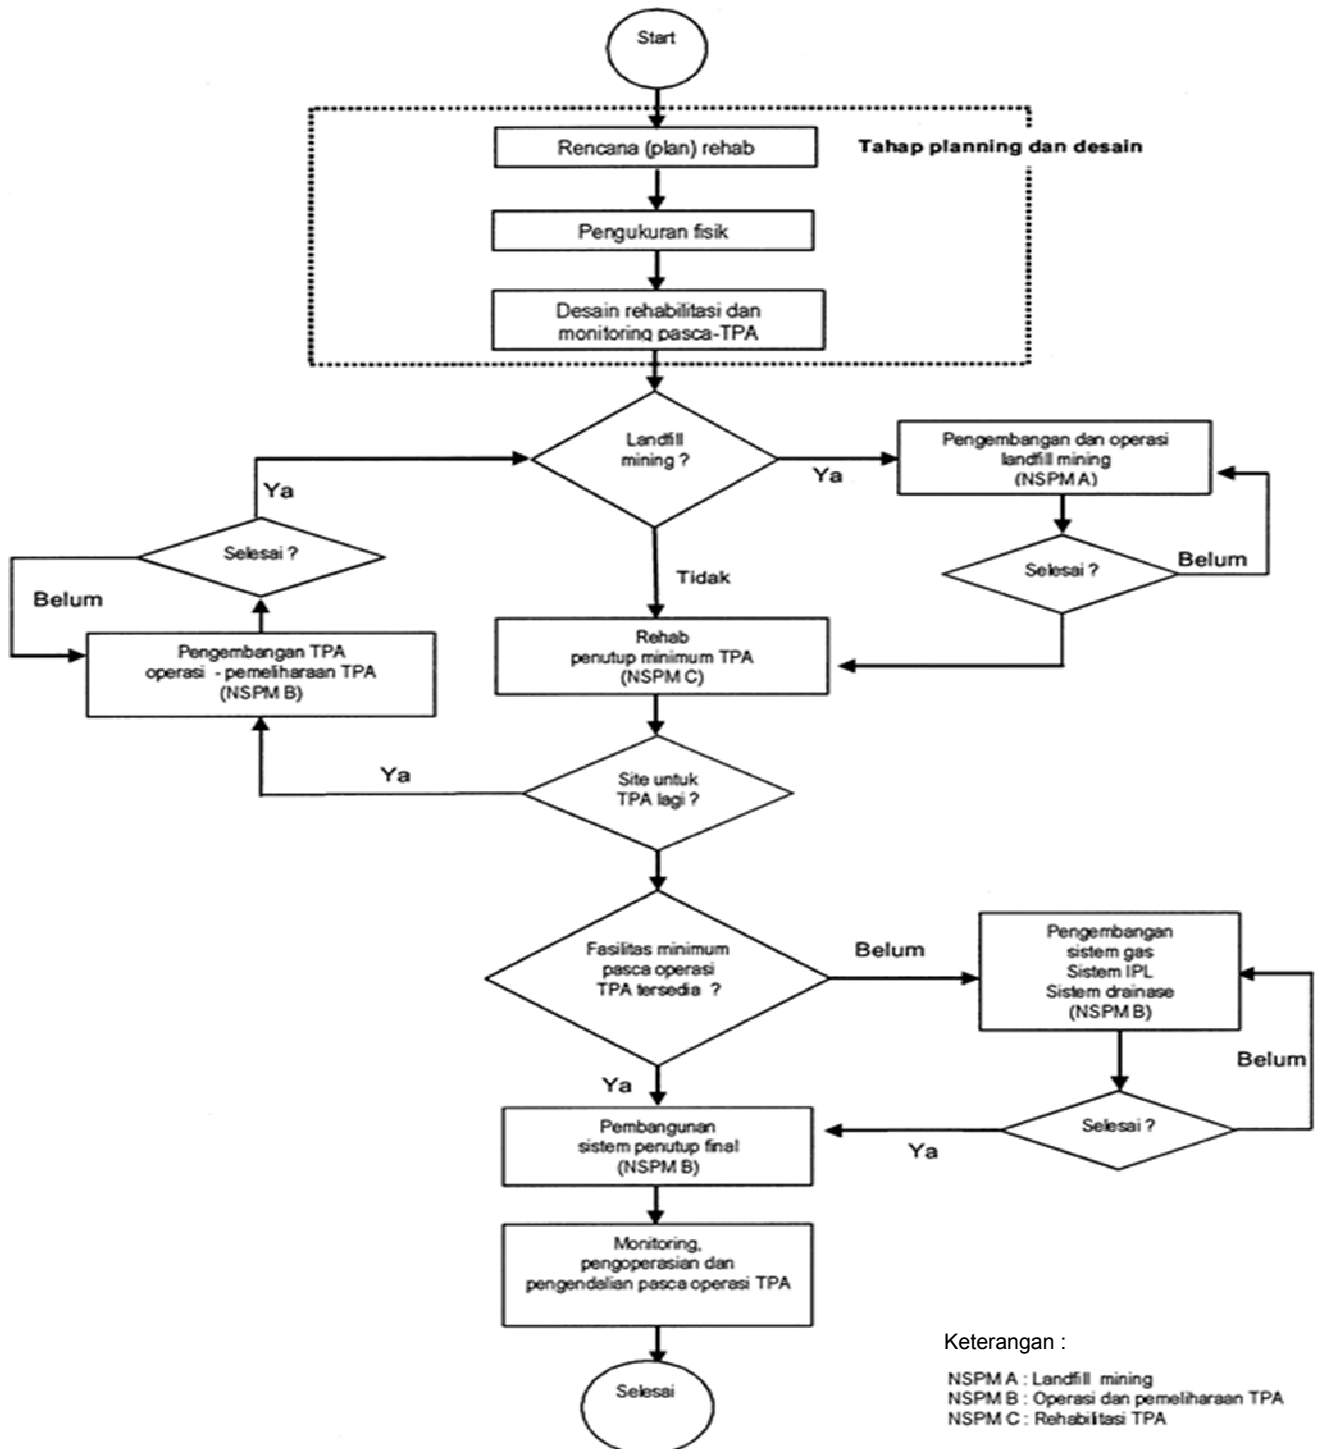 Start
Tahap planning dan desain
Rencana (plan) rehab
Pengukuran fisik
Desain rehabilitasi dan
monitoring pasca-TPA
Landfill
mining ?
Ya
Pengembangan dan operasi
landfill mining
(NSPM A)
Selesai ?
Belum
Ya
Selesai ?
Belum
Pengembangan TPA
operasi - pemeliharaan TPA
(NSPM B)
Tidak
Rehab
penutup minimum TPA
(NSPM C)
Ya
Site untuk
TPA lagi ?
Fasilitas minimum
pasca operasi
TPA tersedia ?
Belum
Pengembangan
sistem gas
Sistem IPL
Sistem drainase
(NSPM B)
Belum
Selesai ?
Ya
Ya
Pembangunan
sistem penutup final
(NSPM B)
Monitoring,
pengoperasian dan
pengendalian pasca operasi TPA
Selesai
Keterangan :
NSPM A : Landfill mining
NSPM B : Operasi dan pemeliharaan TPA
NSPM C : Rehabilitasi TPA